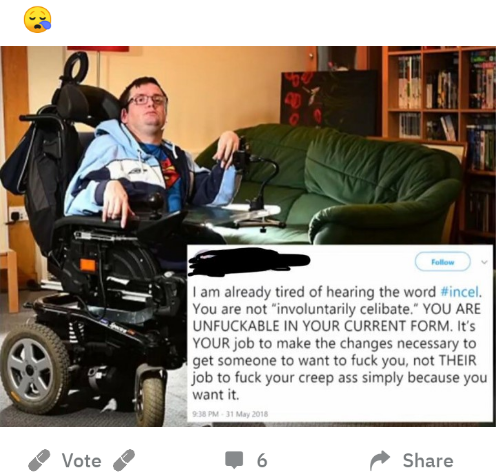 Follow
I am already tired of hearing the word #incel.
You are not "involuntarily celibate." YOU ARE
UNFUCKABLE IN YOUR CURRENT FORM. It's
YOUR job to make the changes necessary to
get someone to want to fuck you, not THEIR
job to fuck your creep ass simply because you
want it.
9:38 PM - 31 May 2018
Vote
6
Share